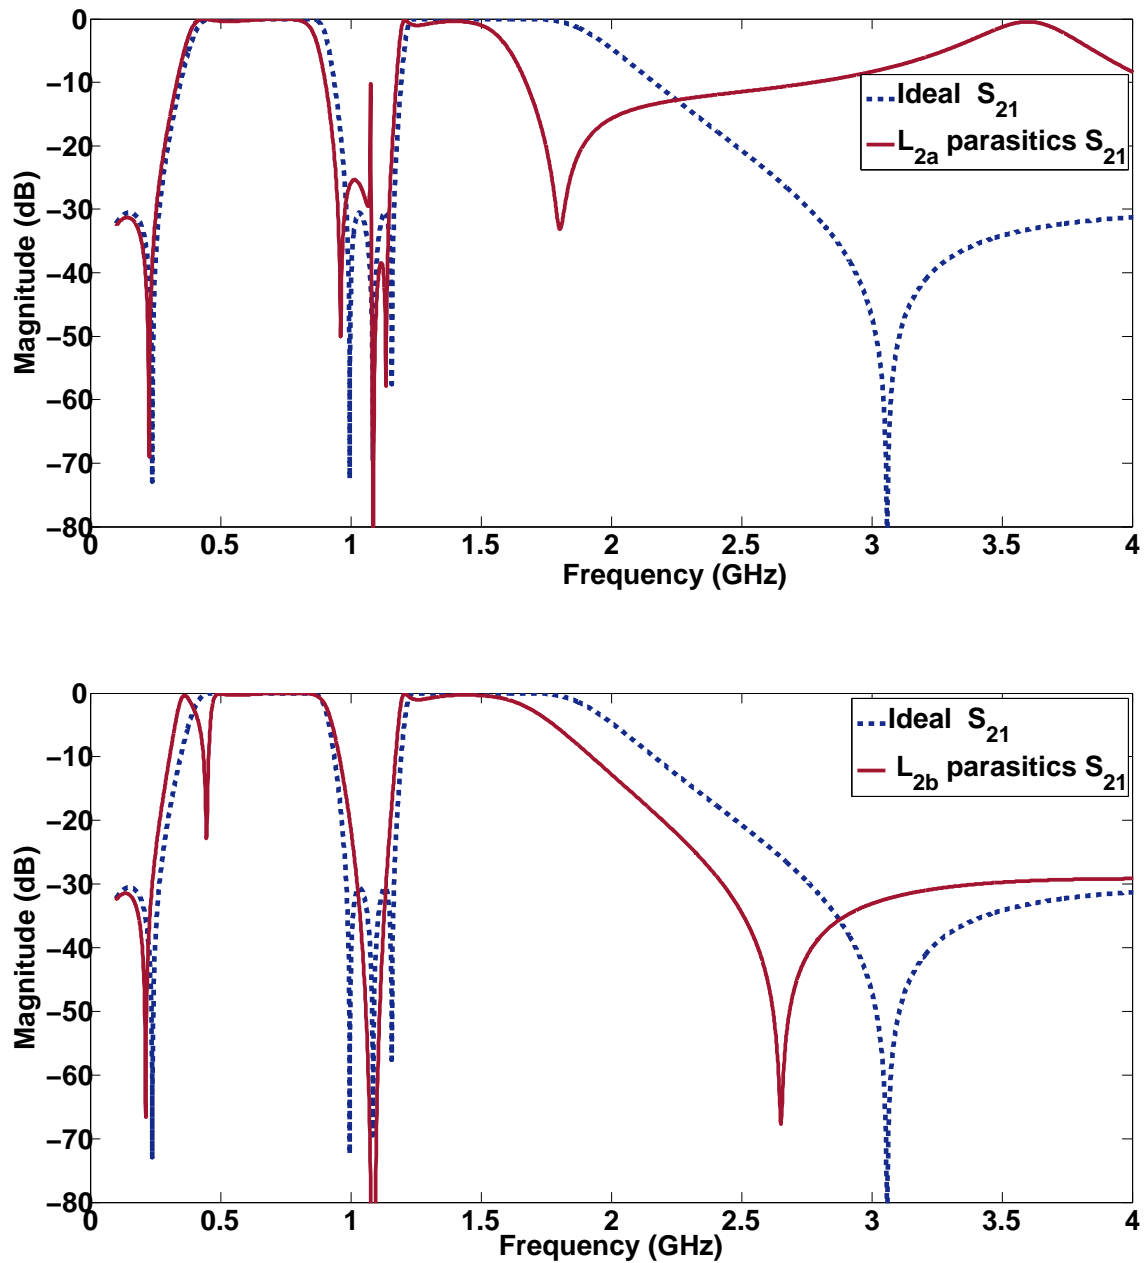 0
−10
−20
−30
−40
−50
−60
−70
−80
Magnitude (dB)
0 0.5 1 1.5 2 2.5 3 3.5 4
Frequency (GHz)
Ideal S21
L2a parasitics S21
0
−10
−20
−30
−40
−50
−60
−70
−80
Magnitude (dB)
0 0.5 1 1.5 2 2.5 3 3.5 4
Frequency (GHz)
Ideal S21
L2b parasitics S21